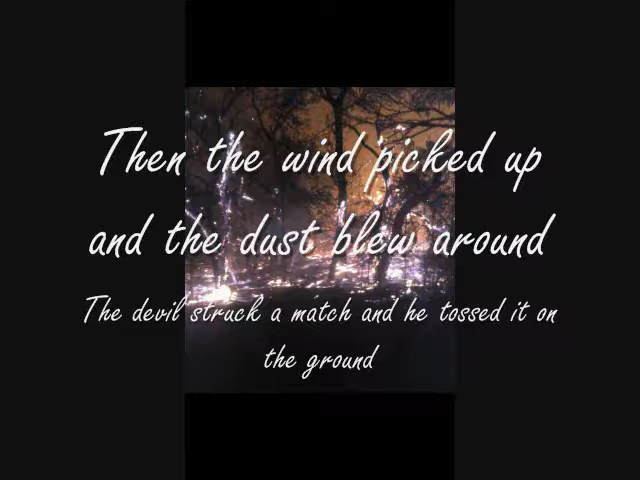 Then the wind picked up
and the dust blew around
The devil struck a match and he tossed it on
the ground